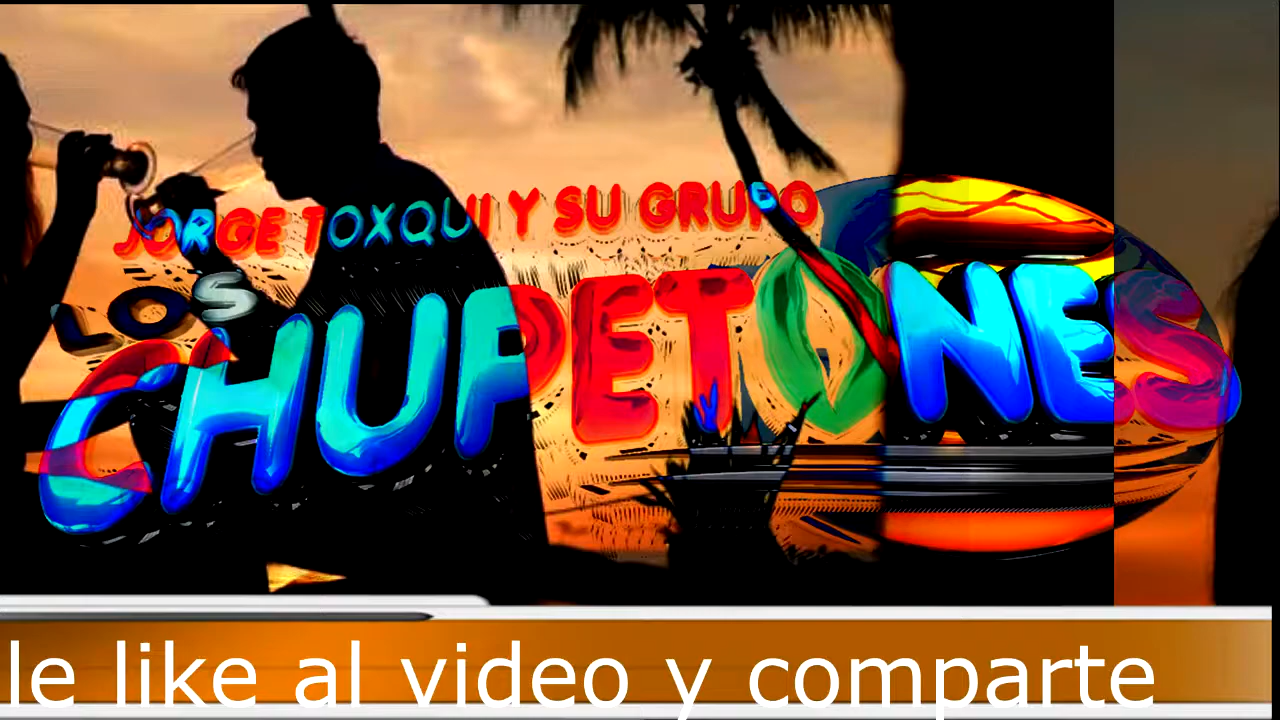 JORGE TOXQUI Y SU GRUPO
LOS
CHUPETONES
le like al video y comparte